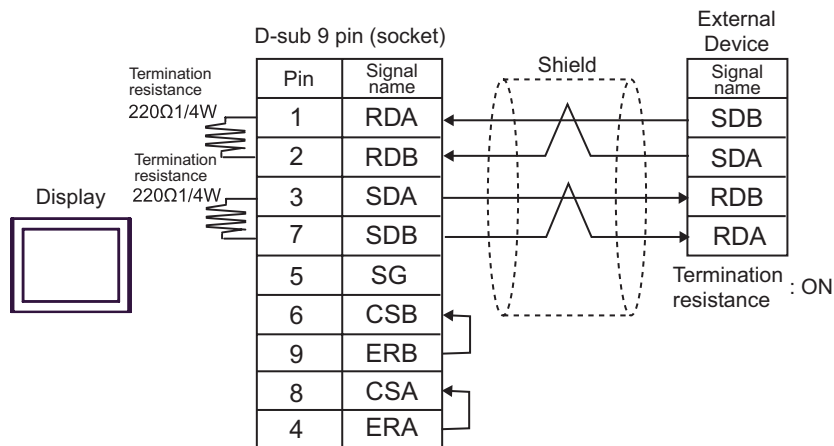 D-sub 9 pin (socket)
External
Device
Termination
resistance
220Ω1/4W
Termination
resistance
220Ω1/4W
Display
Pin Signal
name
1 RDA
2 RDB
3 SDA
7 SDB
5 SG
6 CSB
9 ERB
8 CSA
4 ERA
Shield
Signal
name
SDB
SDA
RDB
RDA
Termination
resistance : ON